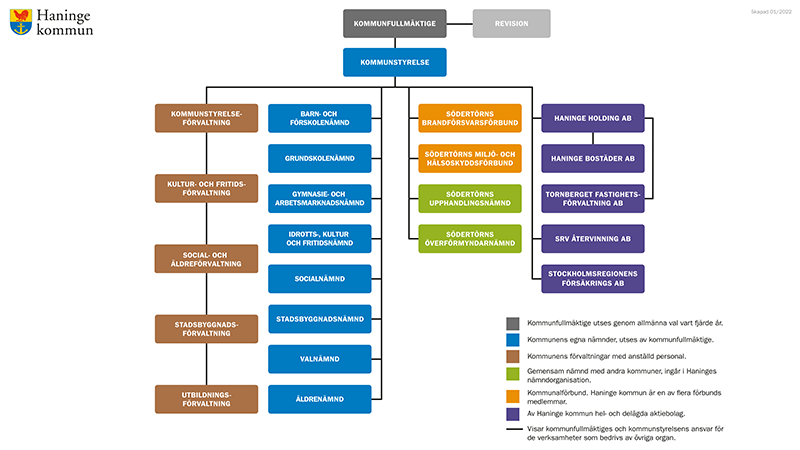 Haninge
kommun
Skapad 01/2022
KOMMUNFULLMÄKTIGE
REVISION
KOMMUNSTYRELSE
KOMMUNSTYRELSE-
FÖRVALTNING
KULTUR- OCH FRITIDS-
FÖRVALTNING
SOCIAL- OCH
ÄLDREFÖRVALTNING
STADSBYGGNADS-
FÖRVALTNING
UTBILDNINGS-
FÖRVALTNING
BARN- OCH
FÖRSKOLENÄMND
GRUNDSKOLENÄMND
GYMNASIE- OCH
ARBETSMARKNADSNÄMND
IDROTTS-, KULTUR
OCH FRITIDSNÄMND
SOCIALNÄMND
STADSBYGGNADSNÄMND
VALNÄMND
ÄLDRENÄMND
SÖDERTÖRNS
BRANDFÖRSVARSFÖRBUND
SÖDERTÖRNS MILJÖ- OCH
HÄLSOSKYDDSFÖRBUND
SÖDERTÖRNS
UPPHANDLINGSNÄMND
SÖDERTÖRNS
ÖVERFÖRMYNDARNÄMND
HANINGE HOLDING AB
HANINGE BOSTÄDER AB
TORNBERGET FASTIGHETS-
FÖRVALTNING AB
SRV ÅTERVINNING AB
STOCKHOLMSREGIONENS
FÖRSÄKRINGS AB
Kommunfullmäktige utses genom allmänna val vart fjärde år.
Kommunens egna nämnder, utses av kommunfullmäktige.
Kommunens förvaltningar med anställd personal.
Gemensam nämnd med andra kommuner, ingår i Haninges
nämndorganisation.
Kommunalförbund. Haninge kommun är en av flera förbunds
medlemmar.
Av Haninge kommun hel- och delägda aktiebolag.
Visar kommunfullmäktiges och kommunstyrelsens ansvar för
de verksamheter som bedrivs av övriga organ.